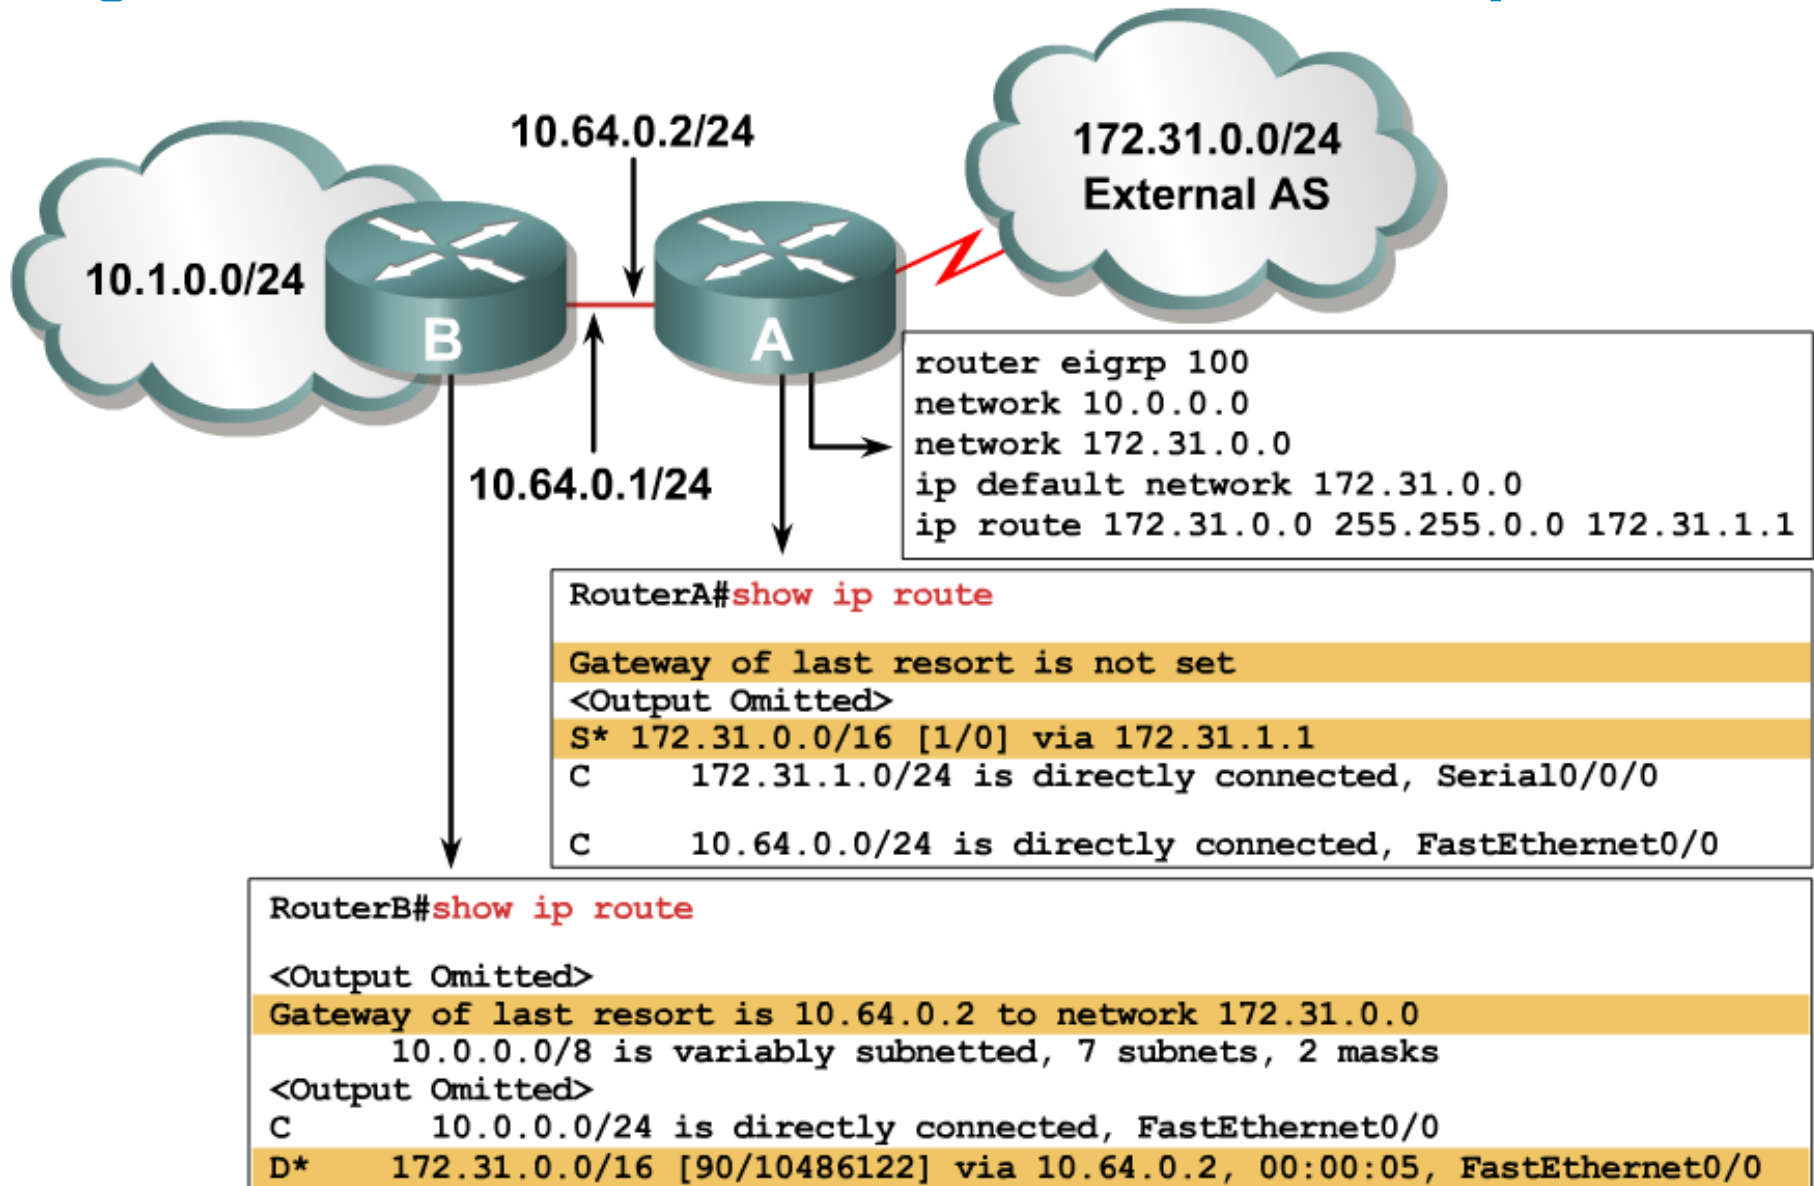 10.64.0.2/24
172.31.0.0/24
External AS
10.1.0.0/24
B
A
10.64.0.1/24
router eigrp 100
network 10.0.0.0
network 172.31.0.0
ip default network 172.31.0.0
ip route 172.31.0.0 255.255.0.0 172.31.1.1
RouterA#show ip route
Gateway of last resort is not set
<Output Omitted>
S* 172.31.0.0/16 [1/0] via 172.31.1.1
C 172.31.1.0/24 is directly connected, Serial0/0/0
C 10.64.0.0/24 is directly connected, FastEthernet0/0
RouterB#show ip route
<Output Omitted>
Gateway of last resort is 10.64.0.2 to network 172.31.0.0
10.0.0.0/8 is variably subnetted, 7 subnets, 2 masks
<Output Omitted>
C 10.0.0.0/24 is directly connected, FastEthernet0/0
D* 172.31.0.0/16 [90/10486122] via 10.64.0.2, 00:00:05, FastEthernet0/0